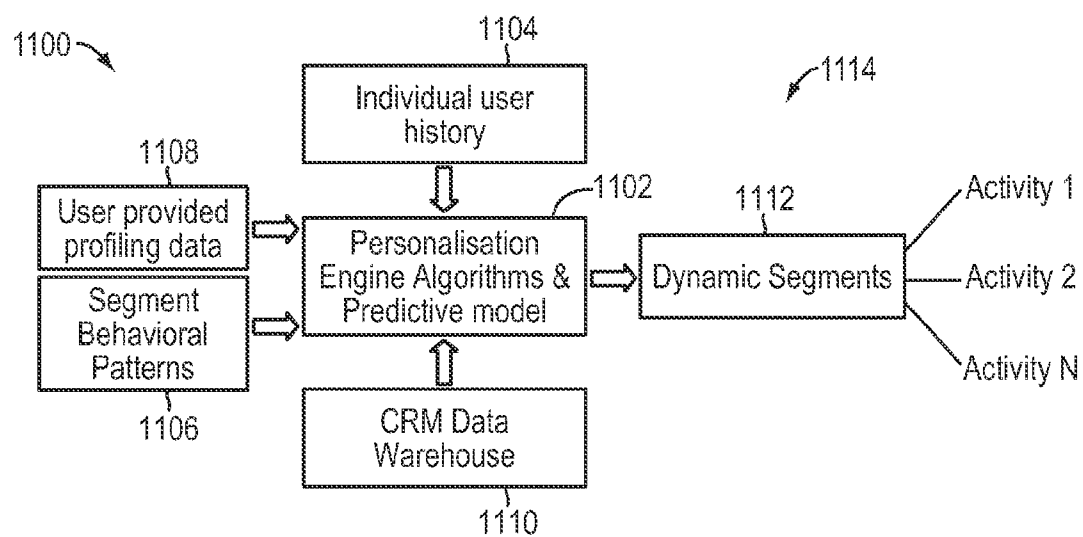 1100
1104
Individual user
history
1114
1108
User provided
profiling data
1102
Personalisation
Engine Algorithms &
Predictive model
1112
Dynamic Segments
Activity 1
Activity 2
Activity N
Segment
Behavioral
Patterns
1106
CRM Data
Warehouse
1110